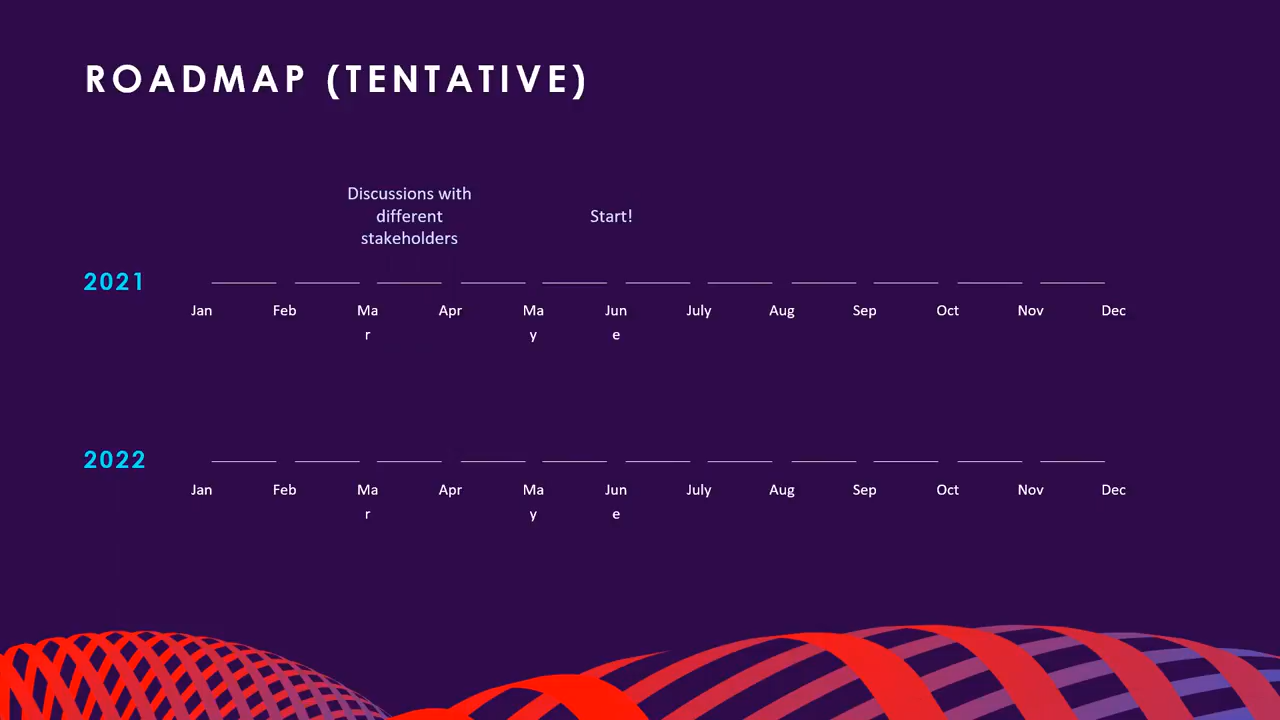 ROADMAP (TENTATIVE)
Discussions with
different
stakeholders
Start!
2021
Jan Feb Ma Apr Ma Jun July Aug Sep Oct Nov Dec
r y e
2022
Jan Feb Ma Apr Ma Jun July Aug Sep Oct Nov Dec
r y e